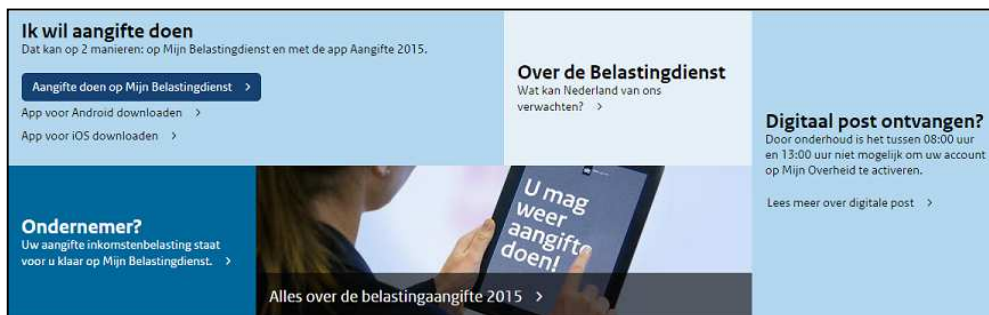 Ik wil aangifte doen
Dat kan op 2 manieren: op Mijn Belastingdienst en met de app Aangifte 2015.
Aangifte doen op Mijn Belastingdienst >
App voor Android downloaden >
App voor iOS downloaden >
Over de Belastingdienst
Wat kan Nederland van ons
verwachten? >
Digitaal post ontvangen?
Door onderhoud is het tussen 08:00 uur
en 13:00 uur niet mogelijk om uw account
op Mijn Overheid te activeren.
Lees meer over digitale post >
Ondernemer?
Uw aangifte inkomstenbelasting staat
voor u klaar op Mijn Belastingdienst. >
U mag
weer
aangifte
doen!
Alles over de belastingaangifte 2015 >